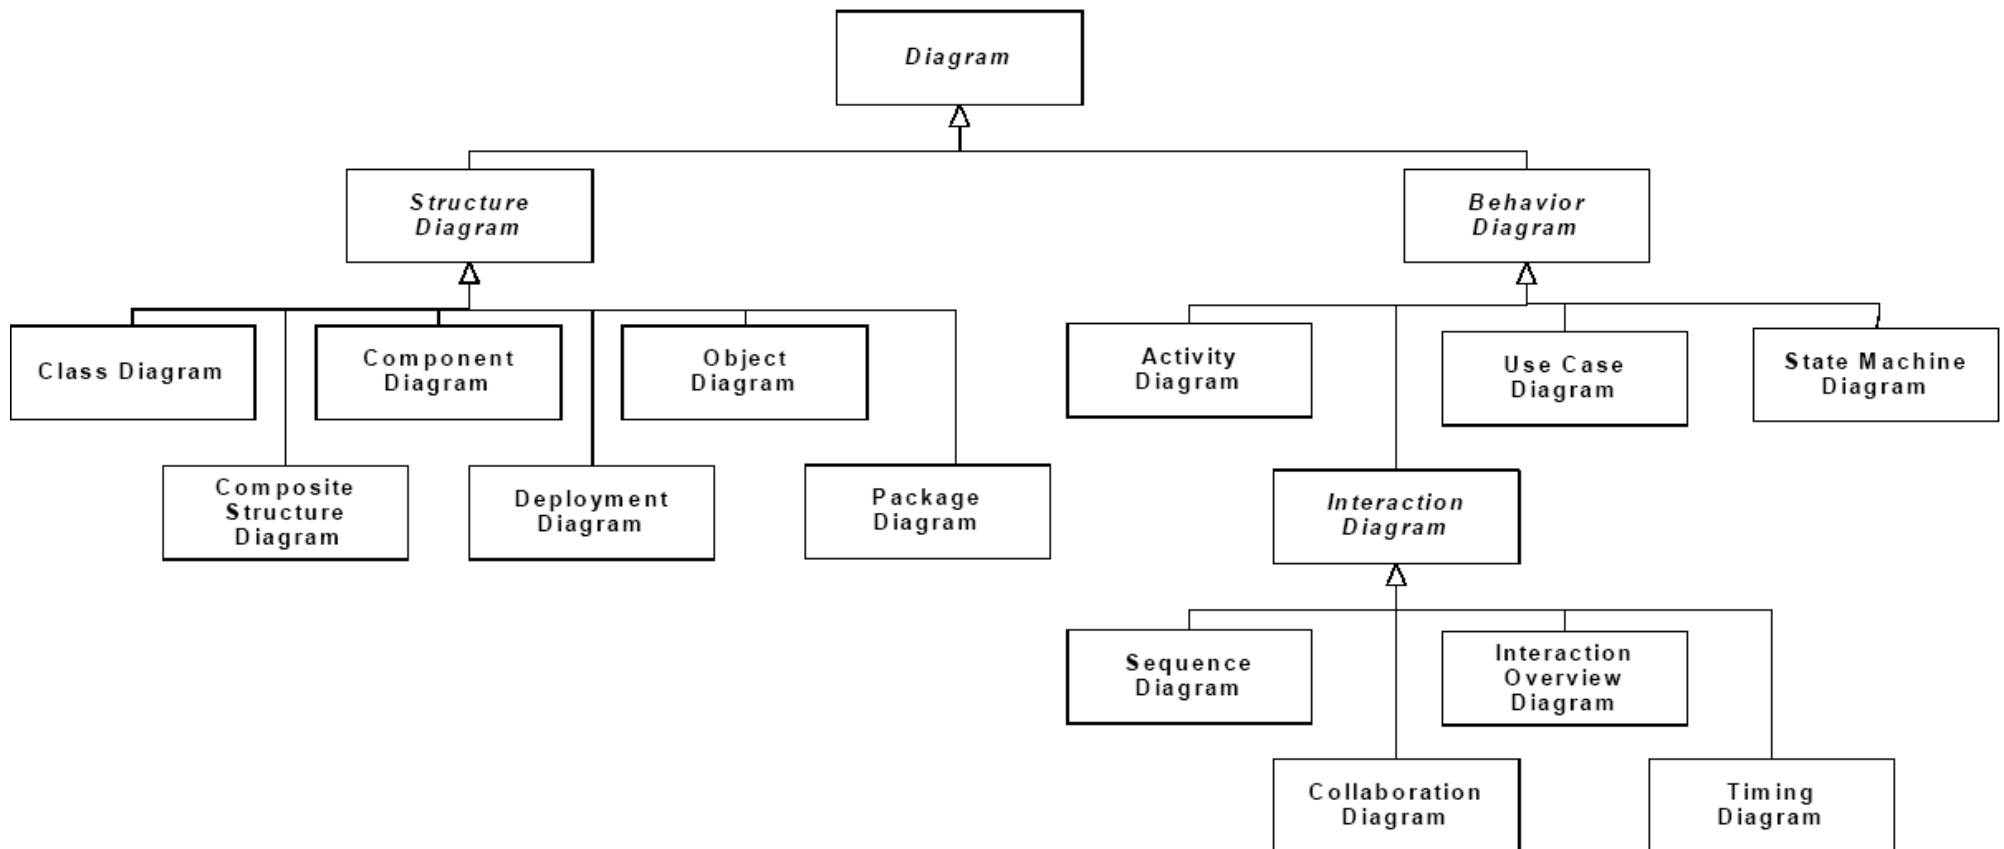 Diagram
Structure
Diagram
Behavior
Diagram
Class Diagram
Component
Diagram
Object
Diagram
Activity
Diagram
Use Case
Diagram
State Machine
Diagram
Composite
Structure
Diagram
Deployment
Diagram
Package
Diagram
Interaction
Diagram
Sequence
Diagram
Interaction
Overview
Diagram
Collaboration
Diagram
Timing
Diagram